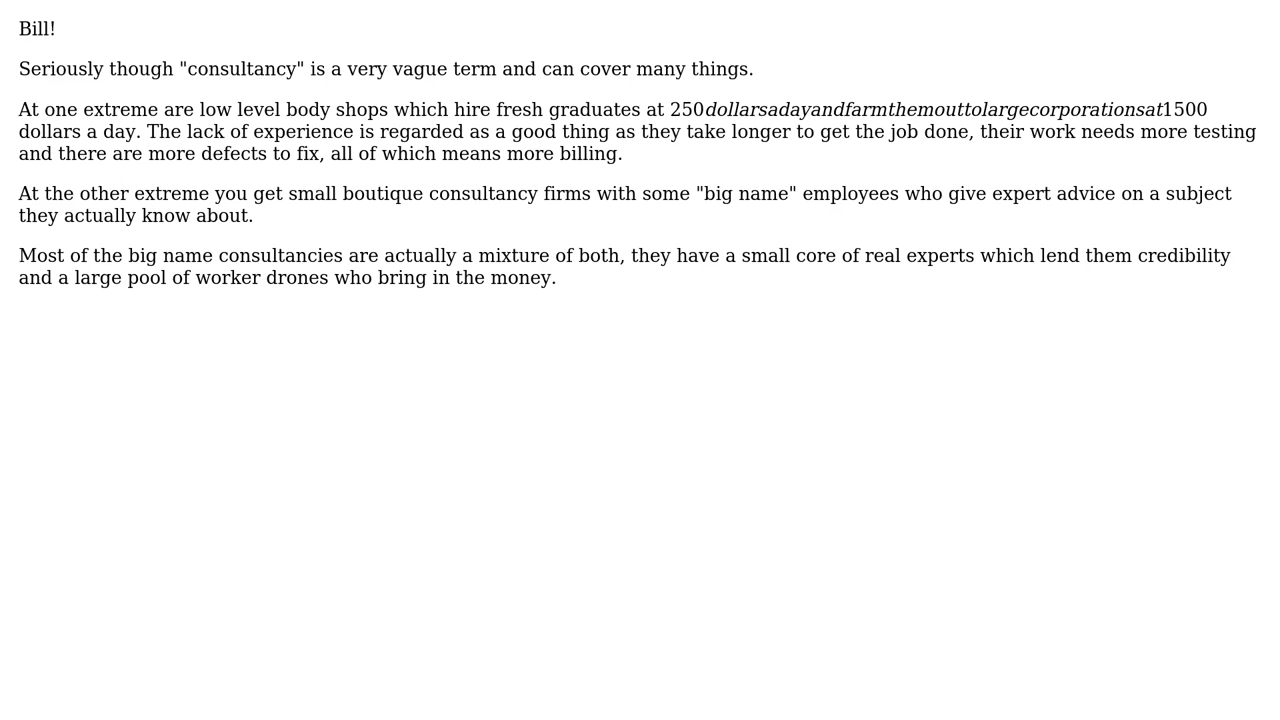 Bill!
Seriously though "consultancy" is a very vague term and can cover many things.
At one extreme are low level body shops which hire fresh graduates at 250dollarsadayandfarmthemouttolargecorporationsat1500
dollars a day. The lack of experience is regarded as a good thing as they take longer to get the job done, their work needs more testing
and there are more defects to fix, all of which means more billing.
At the other extreme you get small boutique consultancy firms with some "big name" employees who give expert advice on a subject
they actually know about.
Most of the big name consultancies are actually a mixture of both, they have a small core of real experts which lend them credibility
and a large pool of worker drones who bring in the money.